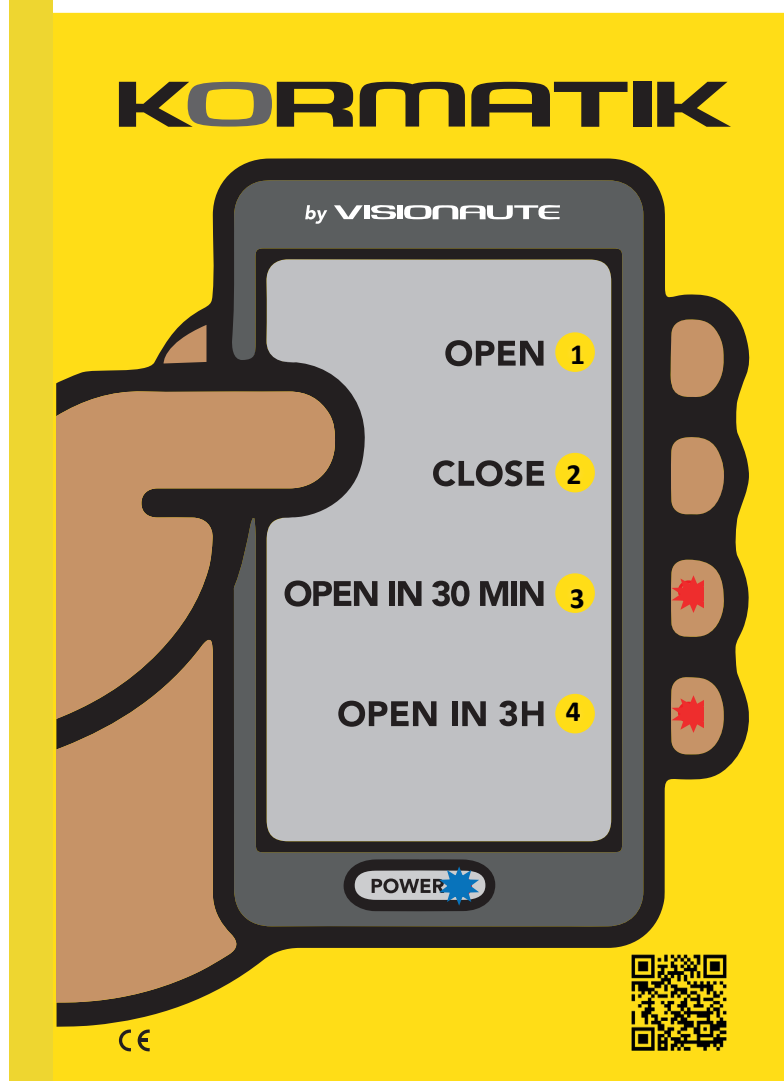 KORMATIK
by VISIONAUTE
OPEN 1
CLOSE 2
OPEN IN 30 MIN 3
OPEN IN 3H 4
POWER
CE